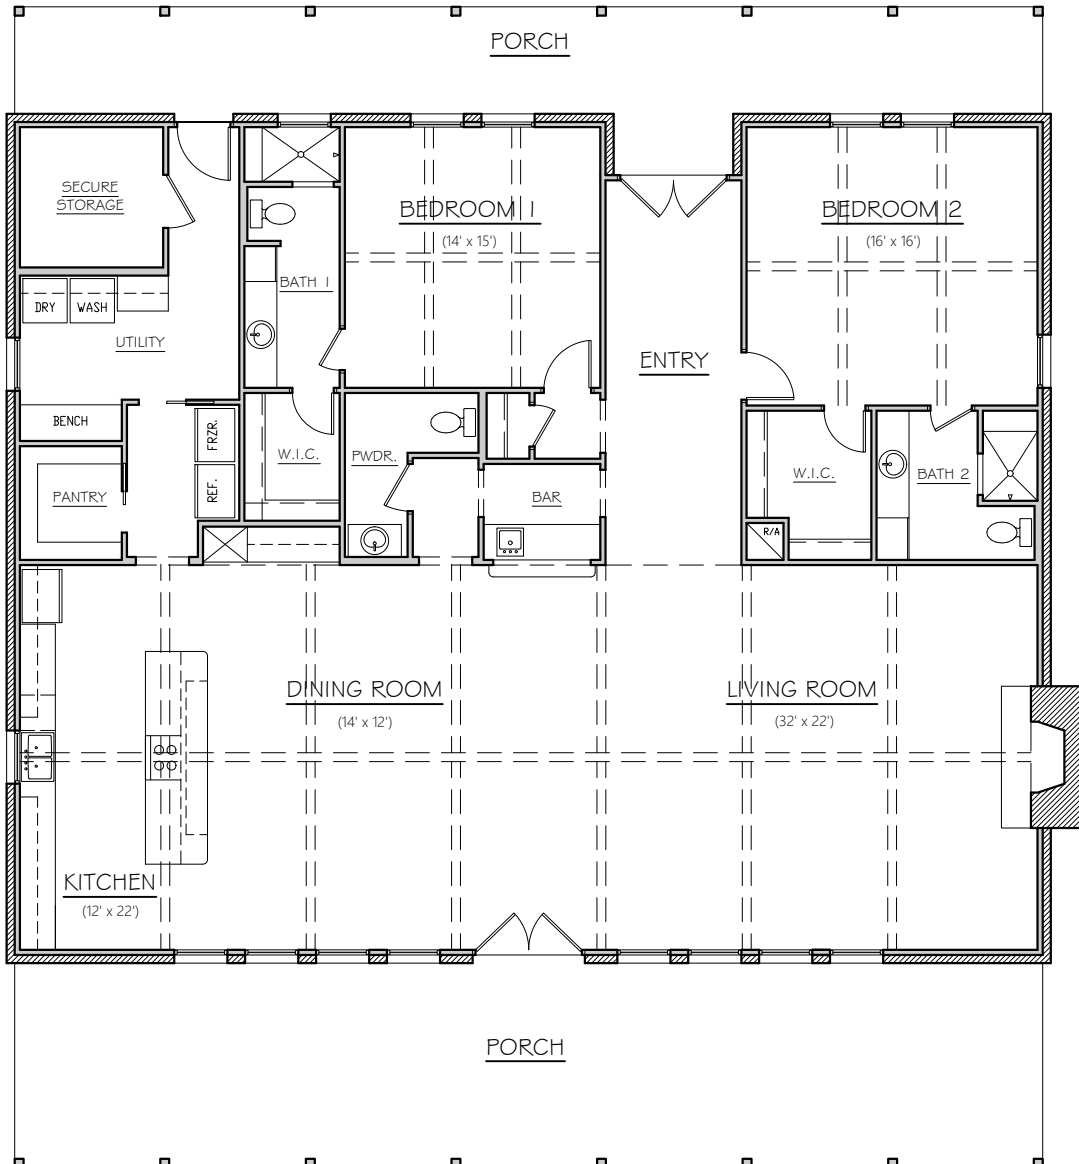 PORCH
SECURE
STORAGE
BEDROOM 1
(14' x 15')
BEDROOM 2
(16' x 16')
BATH 1
DRY
WASH
UTILITY
ENTRY
BENCH
FRZR.
REF.
W.I.C.
PWDR.
BAR
W.I.C.
BATH 2
PANTRY
R/A
DINING ROOM
(14' x 12')
LIVING ROOM
(32' x 22')
KITCHEN
(12' x 22')
PORCH